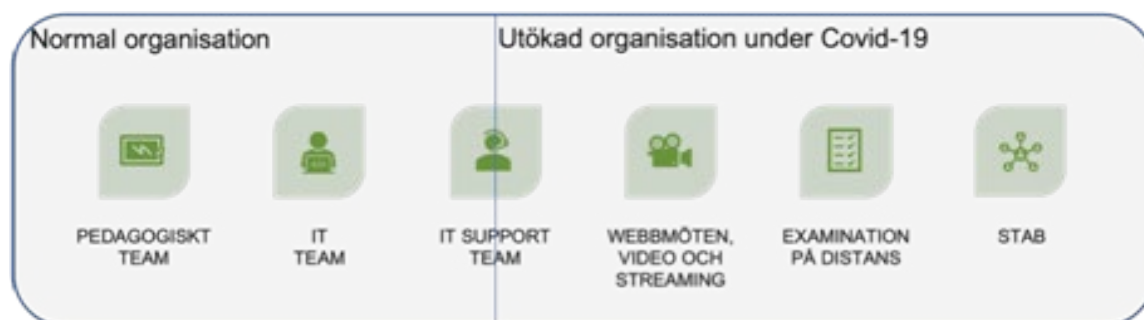 Normal organisation
Utökad organisation under Covid-19
PEDAGOGISKT
TEAM
IT
TEAM
IT SUPPORT
TEAM
WEBBMÖTEN,
VIDEO OCH
STREAMING
EXAMINATION
PÅ DISTANS
STAB